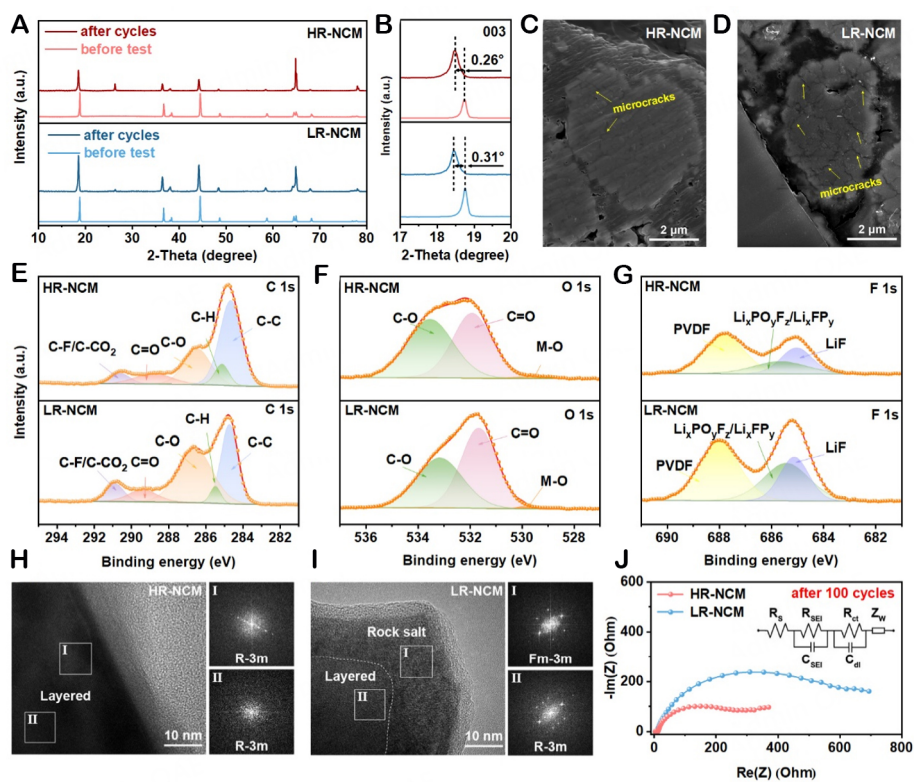 A
after cycles
before test
HR-NCM
after cycles
before test
LR-NCM
Intensity (a.u.)
10 20 30 40 50 60 70 80
2-Theta (degree)
B
003
0.26°
0.31°
Intensity (a.u.)
17 18 19 20
2-Theta (degree)
C
HR-NCM
microcracks
2 µm
D
LR-NCM
microcracks
2 µm
E
HR-NCM
C 1s
C-H
C-C
C-O
C=O
C-F/C-CO2
LR-NCM
C 1s
C-H
C-O
C-C
C-F/C-CO2
C=O
Intensity (a.u.)
294 292 290 288 286 284 282 281
Binding energy (eV)
F
HR-NCM
O 1s
C-O
C=O
M-O
LR-NCM
O 1s
C=O
C-O
M-O
536 534 532 530 528
Binding energy (eV)
G
HR-NCM
F 1s
LixPOyFz/LixFPy
PVDF
LiF
LR-NCM
F 1s
LixPOyFz/LixFPy
PVDF
LiF
Intensity (a.u.)
690 688 686 684 682 681
Binding energy (eV)
H
HR-NCM
I
Layered
II
10 nm
I
R-3m
II
R-3m
I
LR-NCM
Rock salt
I
Layered
II
10 nm
I
Fm-3m
II
R-3m
J
HR-NCM
LR-NCM
after 100 cycles
RS
RSEI
Rct
ZW
CSEI
Cdl
-Im(Z) (Ohm)
-600
-400
-200
0
0 200 400 600 800
Re(Z) (Ohm)